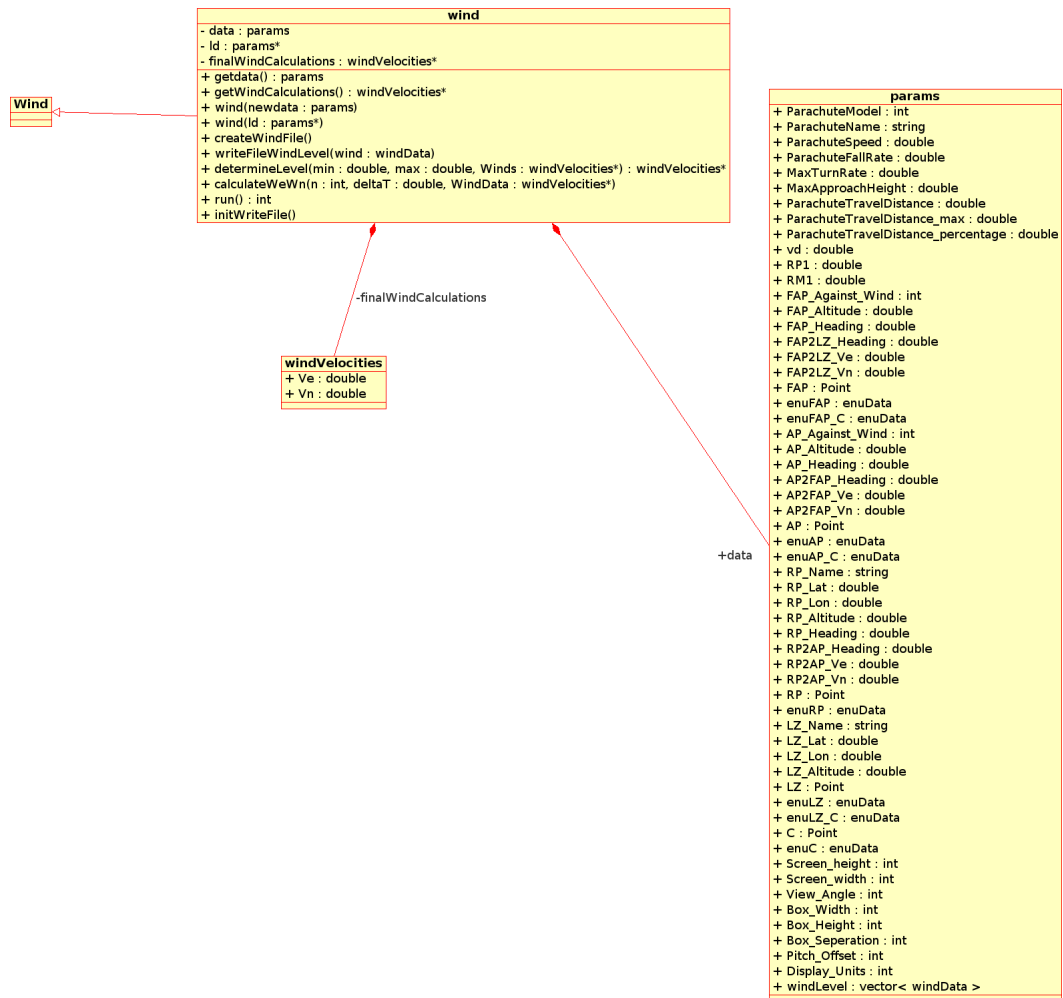 wind
- data : params
- ld : params*
- finalWindCalculations : windVelocities*
+ getdata() : params
+ getWindCalculations() : windVelocities*
+ wind(newdata : params)
+ wind(ld : params*)
+ createWindFile()
+ writeFileWindLevel(wind : windData)
+ determineLevel(min : double, max : double, Winds : windVelocities*) : windVelocities*
+ calculateWeWn(n : int, deltaT : double, WindData : windVelocities*)
+ run() : int
+ initWriteFile()
Wind
-finalWindCalculations
windVelocities
+ Ve : double
+ Vn : double
+data
params
+ ParachuteModel : int
+ ParachuteName : string
+ ParachuteSpeed : double
+ ParachuteFallRate : double
+ MaxTurnRate : double
+ MaxApproachHeight : double
+ ParachuteTravelDistance : double
+ ParachuteTravelDistance_max : double
+ ParachuteTravelDistance_percentage : double
+ vd : double
+ RP1 : double
+ RM1 : double
+ FAP_Against_Wind : int
+ FAP_Altitude : double
+ FAP_Heading : double
+ FAP2LZ_Heading : double
+ FAP2LZ_Ve : double
+ FAP2LZ_Vn : double
+ FAP : Point
+ enuFAP : enuData
+ enuFAP_C : enuData
+ AP_Against_Wind : int
+ AP_Altitude : double
+ AP_Heading : double
+ AP2FAP_Heading : double
+ AP2FAP_Ve : double
+ AP2FAP_Vn : double
+ AP : Point
+ enuAP : enuData
+ enuAP_C : enuData
+ RP_Name : string
+ RP_Lat : double
+ RP_Lon : double
+ RP_Altitude : double
+ RP_Heading : double
+ RP2AP_Heading : double
+ RP2AP_Ve : double
+ RP2AP_Vn : double
+ RP : Point
+ enuRP : enuData
+ LZ_Name : string
+ LZ_Lat : double
+ LZ_Lon : double
+ LZ_Altitude : double
+ LZ : Point
+ enuLZ : enuData
+ enuLZ_C : enuData
+ C : Point
+ enuC : enuData
+ Screen_height : int
+ Screen_width : int
+ View_Angle : int
+ Box_Width : int
+ Box_Height : int
+ Box_Seperation : int
+ Pitch_Offset : int
+ Display_Units : int
+ windLevel : vector< windData >